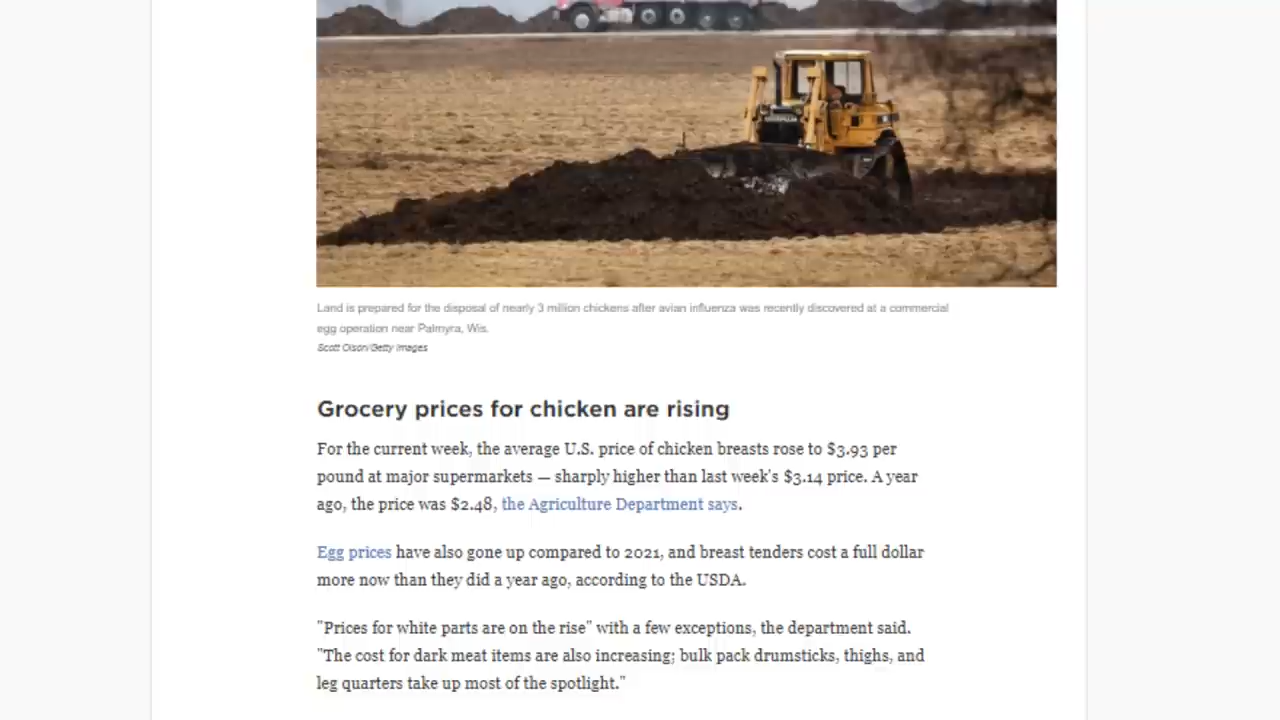 Land is prepared for the disposal of nearly 3 million chickens after avian influenza was recently discovered at a commercial
egg operation near Palmyra, Wis.
Scott Olson/Getty Images
Grocery prices for chicken are rising
For the current week, the average U.S. price of chicken breasts rose to $3.93 per
pound at major supermarkets — sharply higher than last week's $3.14 price. A year
ago, the price was $2.48, the Agriculture Department says.
Egg prices have also gone up compared to 2021, and breast tenders cost a full dollar
more now than they did a year ago, according to the USDA.
"Prices for white parts are on the rise" with a few exceptions, the department said.
"The cost for dark meat items are also increasing; bulk pack drumsticks, thighs, and
leg quarters take up most of the spotlight."